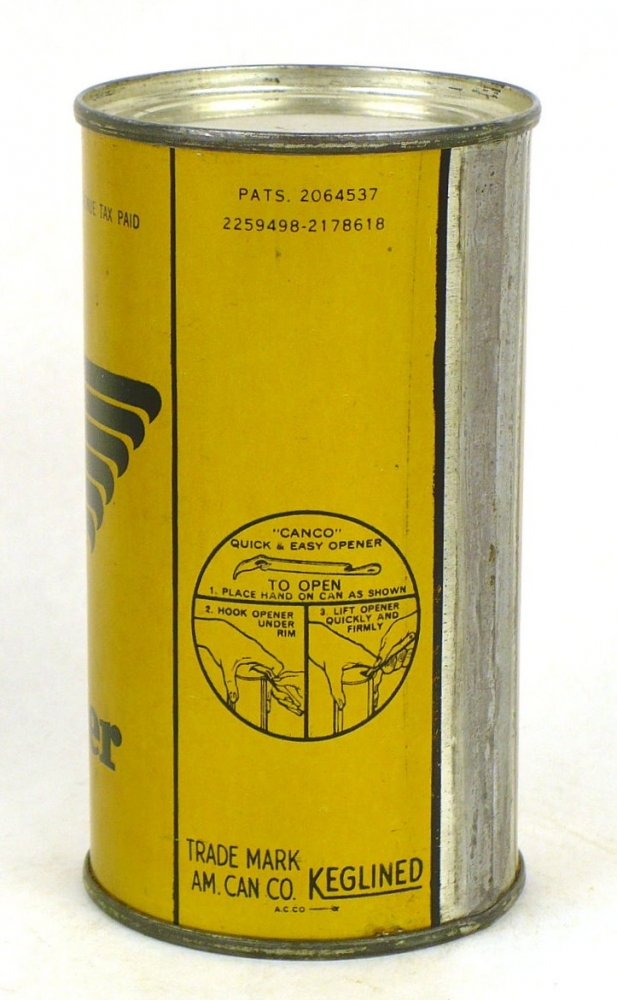 TAX PAID
PATS. 2064537
2259498-2178618
"CANCO"
QUICK & EASY OPENER
TO OPEN
1. PLACE HAND ON CAN AS SHOWN
2. HOOK OPENER
UNDER
RIM
3. LIFT OPENER
QUICKLY AND
FIRMLY
er
TRADE MARK
AM. CAN CO. KEGLINED
A.C.CO